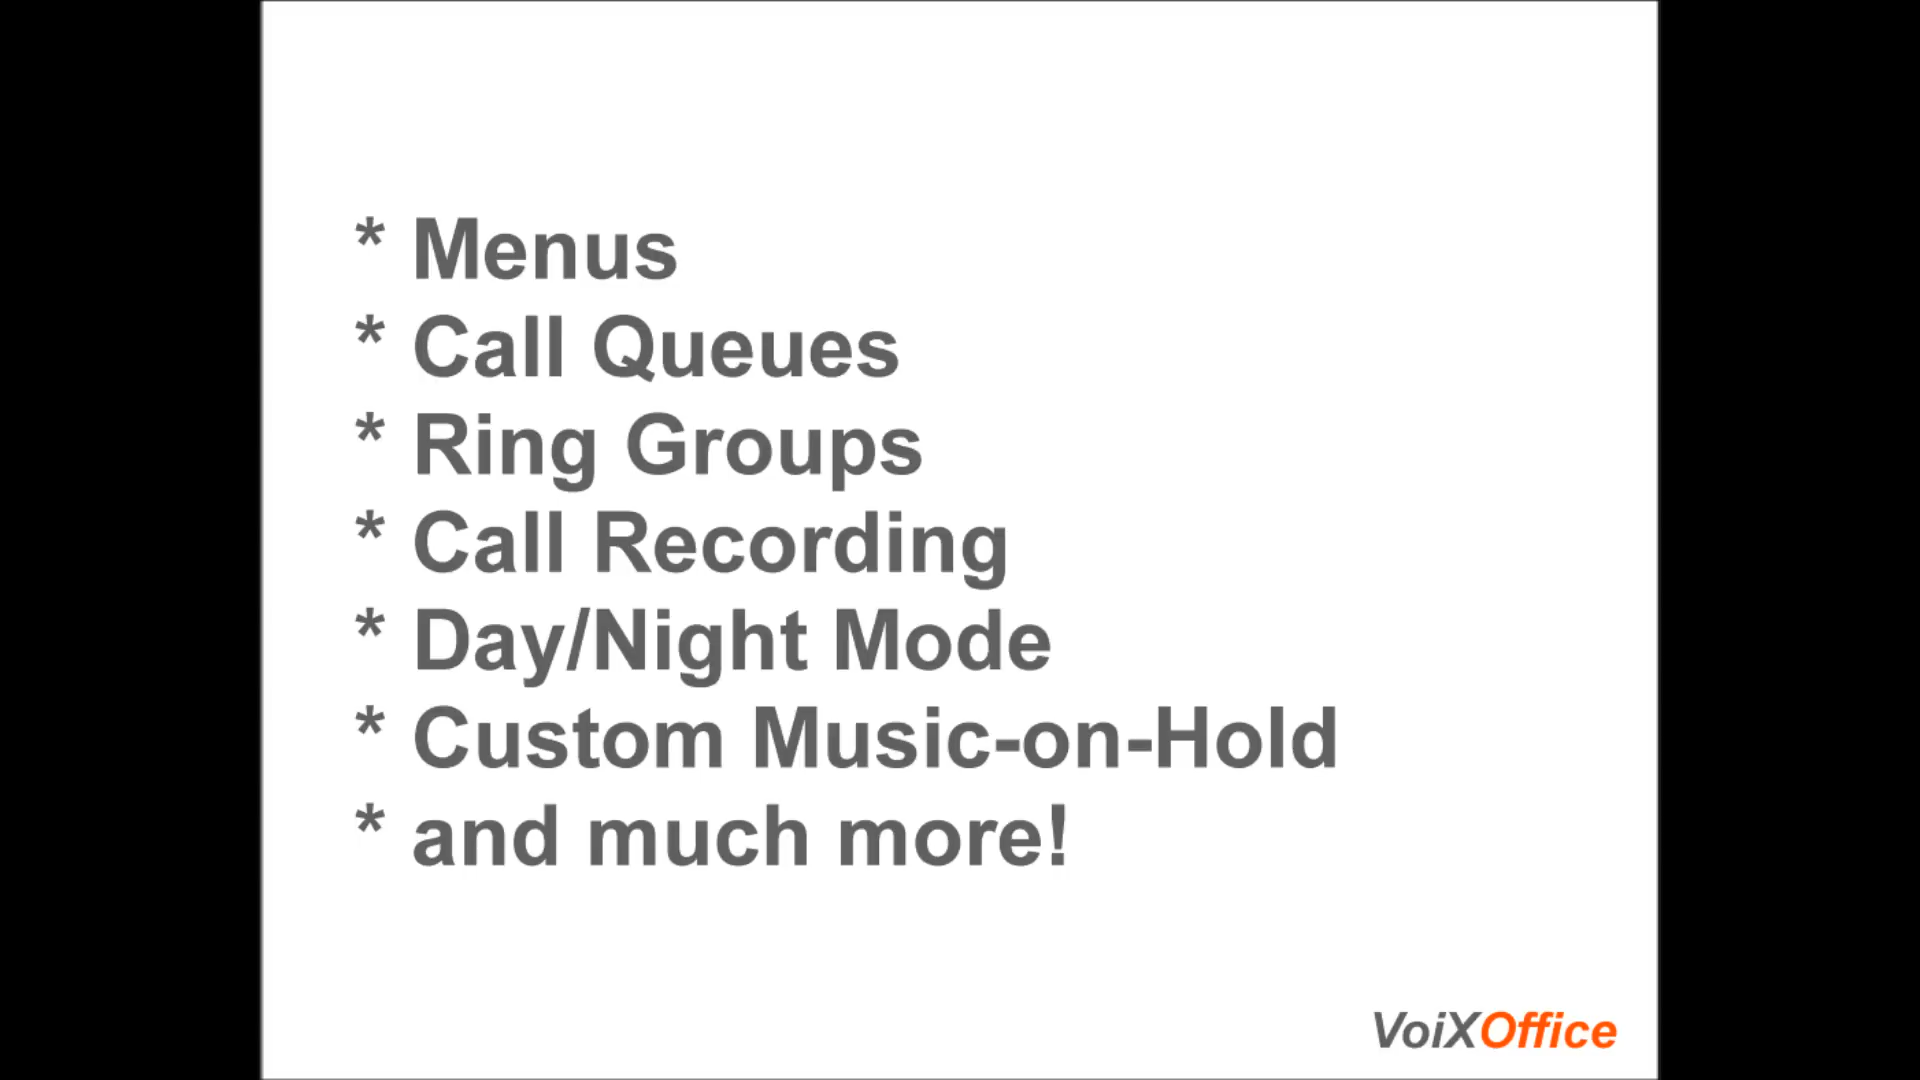 * Menus
* Call Queues
* Ring Groups
* Call Recording
* Day/Night Mode
* Custom Music-on-Hold
* and much more!
VoiXOffice